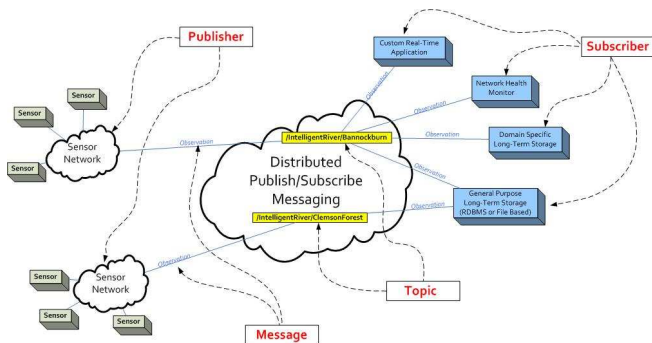 Publisher
Custom Real-Time
Application
Subscriber
Sensor
Sensor
Sensor
Sensor
Network
Observation
/IntelligentRiver/Bannockburn
Observation
Network Health
Monitor
Observation
Observation
Domain Specific
Long-Term Storage
Distributed
Publish/Subscribe
Messaging
Observation
General Purpose
Long-Term Storage
(RDBMS or File Based)
/IntelligentRiver/ClemsonForest
Observation
Observation
Sensor
Network
Sensor
Sensor
Sensor
Topic
Message